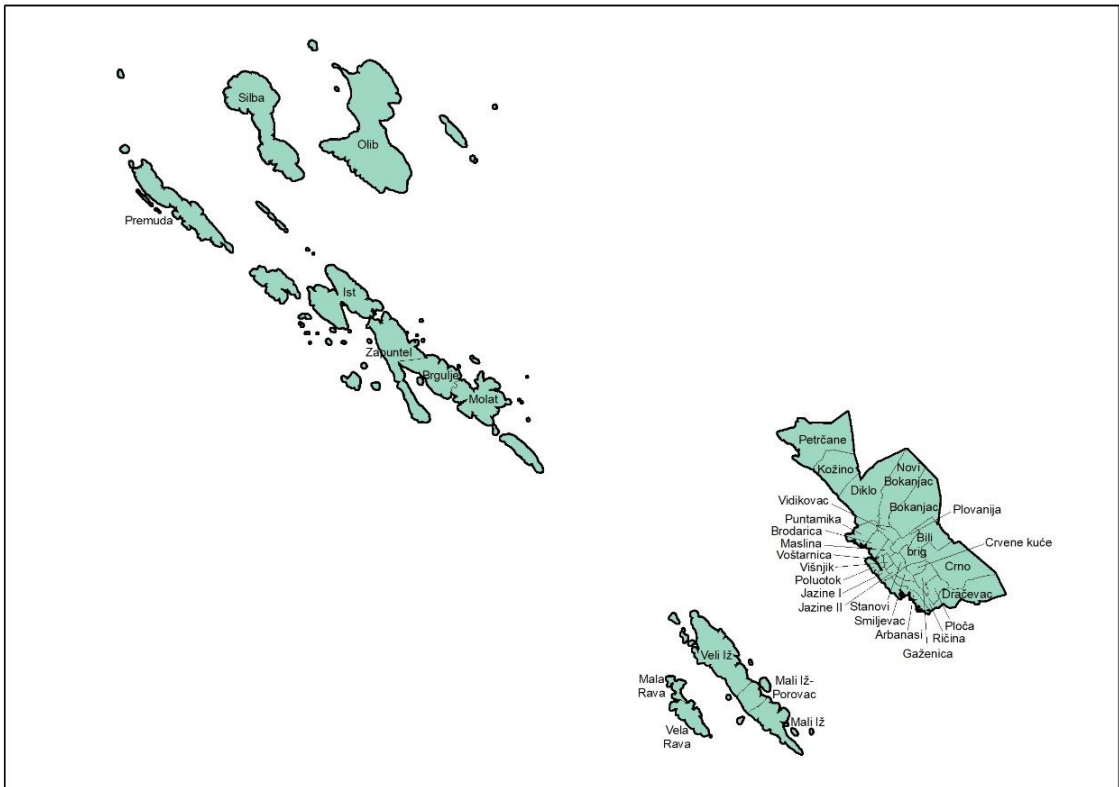 Silba
Olib
Premuda
Ist
Zapuntel
Brgulje
Molat
Petrčane
Kožino
Diklo
Novi
Bokanjac
Bokanjac
Vidikovac
Plovanija
Puntamika
Brodarica
Maslina
Voštarnica
Višnjik
Poluotok
Jazine I
Jazine II
Bili
brig
Crvene kuće
Crno
Dračevac
Stanovi
Smiljevac
Arbanasi
Ploča
Ričina
Gaženica
Veli Iž
Mali Iž-
Porovac
Mali Iž
Mala
Rava
Vela
Rava